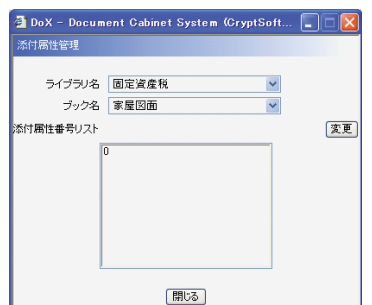 DoX - Document Cabinet System (CryptSoft...
添付属性管理
ライブラリ名 固定資産税
ブック名 家屋図面
添付属性番号リスト 変更
0
閉じる